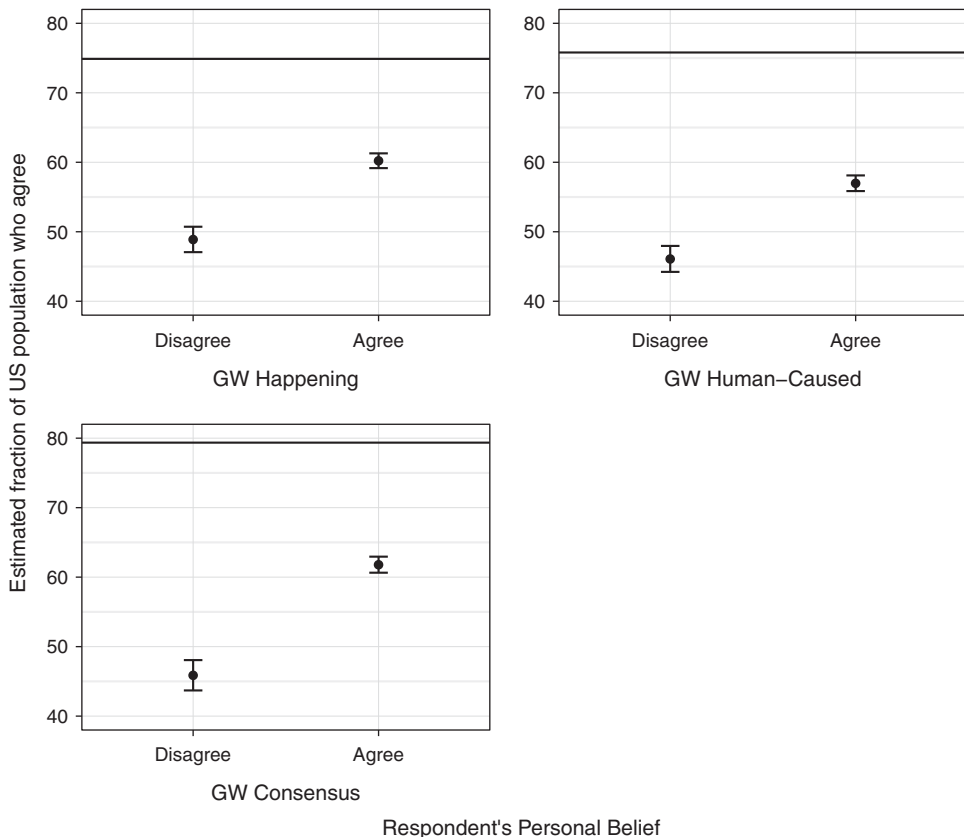 Estimated fraction of US population who agree
80
70
60
50
40
Disagree Agree
GW Happening
80
70
60
50
40
Disagree Agree
GW Human–Caused
80
70
60
50
40
Disagree Agree
GW Consensus
Respondent's Personal Belief